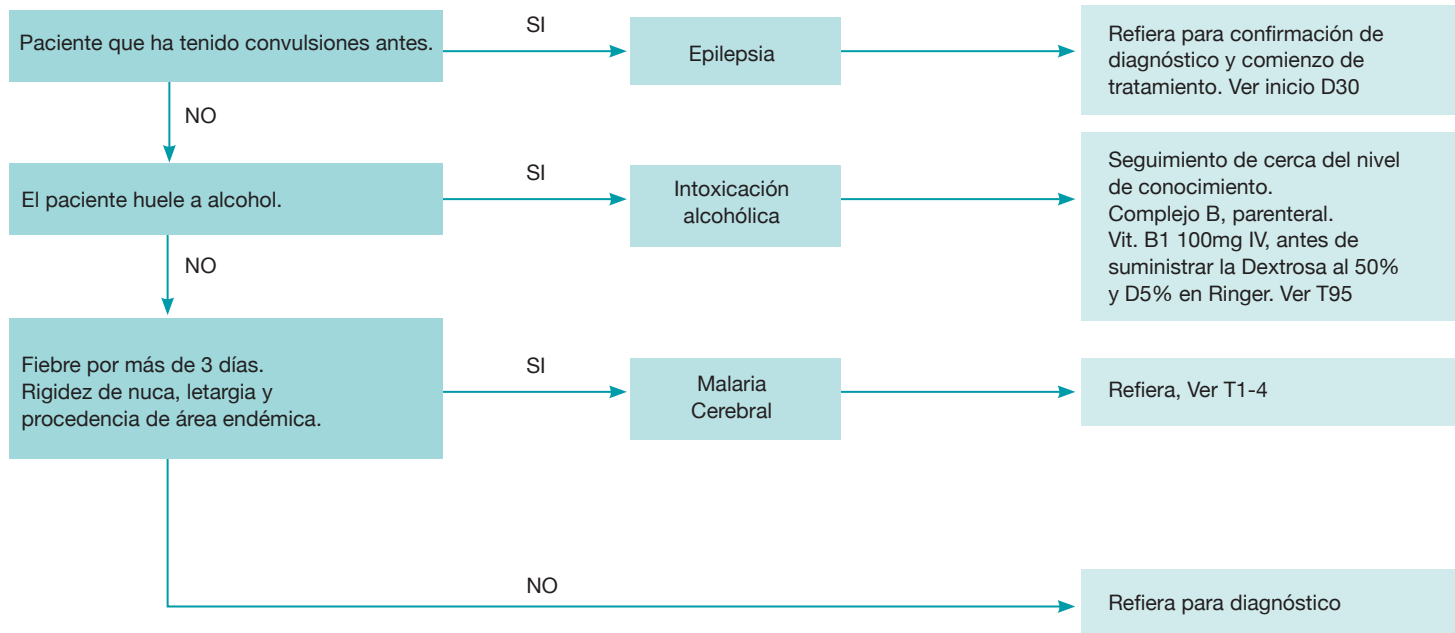 Paciente que ha tenido convulsiones antes.
SI
Epilepsia
Refiera para confirmación de
diagnóstico y comienzo de
tratamiento. Ver inicio D30
NO
El paciente huele a alcohol.
SI
Intoxicación
alcohólica
Seguimiento de cerca del nivel
de conocimiento.
Complejo B, parenteral.
Vit. B1 100mg IV, antes de
suministrar la Dextrosa al 50%
y D5% en Ringer. Ver T95
NO
Fiebre por más de 3 días.
Rigidez de nuca, letargia y
procedencia de área endémica.
SI
Malaria
Cerebral
Refiera, Ver T1-4
NO
Refiera para diagnóstico